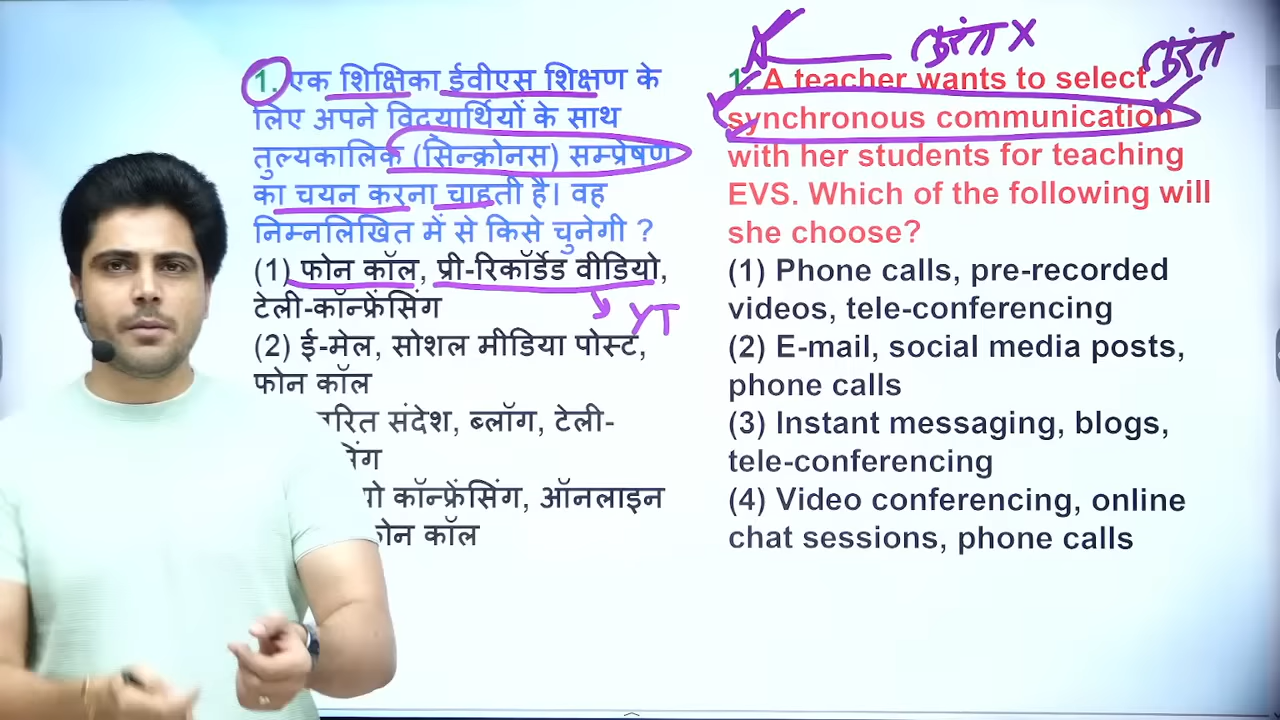 तुरंत X
तुरंत
1. एक शिक्षिका ईवीएस शिक्षण के
लिए अपने विद्यार्थियों के साथ
तुल्यकालिक (सिन्क्रोनस) सम्प्रेषण
का चयन करना चाहती है। वह
निम्नलिखित में से किसे चुनेगी ?
(1) फोन कॉल, प्री-रिकॉर्डेड वीडियो,
टेली-कॉन्फ्रेंसिंग
YT
(2) ई-मेल, सोशल मीडिया पोस्ट,
फोन कॉल
संदेश, ब्लॉग, टेली-
कॉन्फ्रेंसिंग, ऑनलाइन
कॉल
1. A teacher wants to select
synchronous communication
with her students for teaching
EVS. Which of the following will
she choose?
(1) Phone calls, pre-recorded
videos, tele-conferencing
(2) E-mail, social media posts,
phone calls
(3) Instant messaging, blogs,
tele-conferencing
(4) Video conferencing, online
chat sessions, phone calls